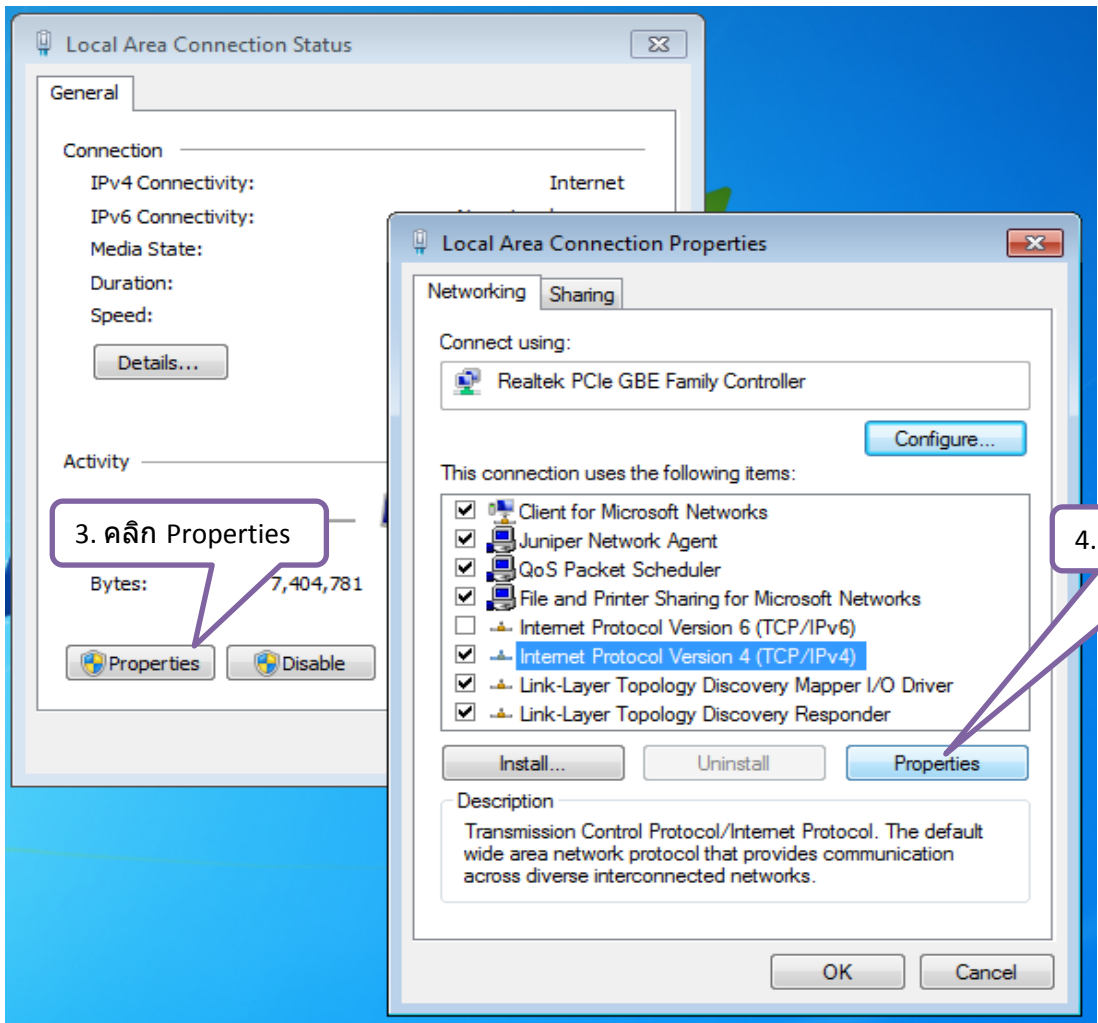 Local Area Connection Status
General
Connection
IPv4 Connectivity: Internet
IPv6 Connectivity:
Media State:
Duration:
Speed:
Details...
Activity
3. คลิก Properties
Bytes: 7,404,781
Properties Disable
Local Area Connection Properties
Networking Sharing
Connect using:
Realtek PCIe GBE Family Controller
Configure...
This connection uses the following items:
Client for Microsoft Networks
Juniper Network Agent
QoS Packet Scheduler
File and Printer Sharing for Microsoft Networks
Internet Protocol Version 6 (TCP/IPv6)
Internet Protocol Version 4 (TCP/IPv4)
Link-Layer Topology Discovery Mapper I/O Driver
Link-Layer Topology Discovery Responder
4.
Install... Uninstall Properties
Description
Transmission Control Protocol/Internet Protocol. The default
wide area network protocol that provides communication
across diverse interconnected networks.
OK Cancel